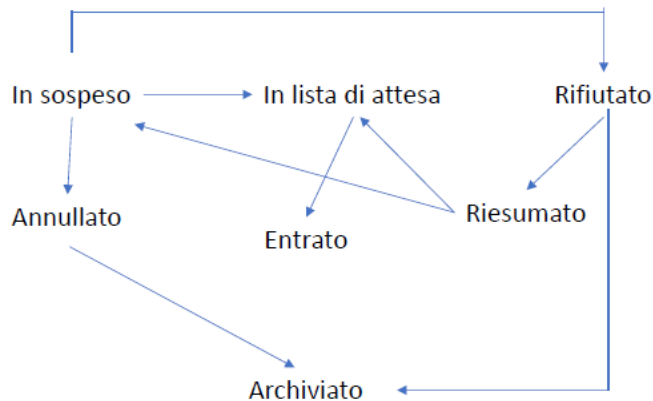 In sospeso
In lista di attesa
Rifiutato
Annullato
Entrato
Riesumato
Archiviato